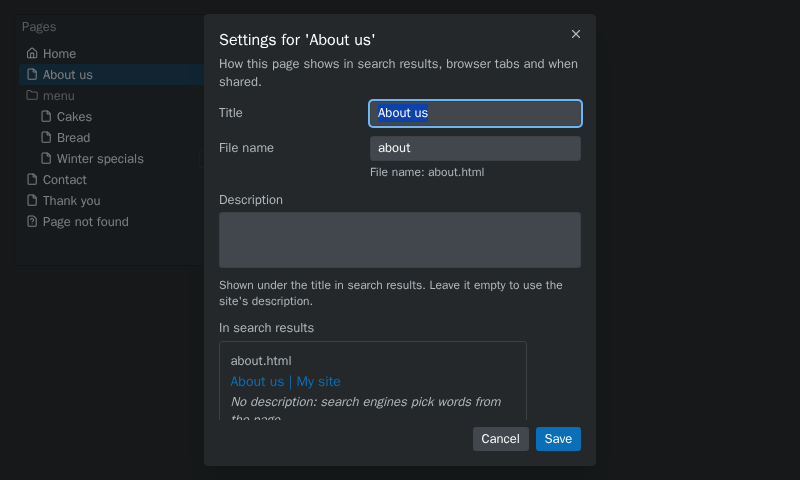 Pages
Home
About us
menu
Cakes
Bread
Winter specials
Contact
Thank you
Page not found
Settings for 'About us'
How this page shows in search results, browser tabs and when
shared.
Title
About us
File name
about
File name: about.html
Description
Shown under the title in search results. Leave it empty to use the
site's description.
In search results
about.html
About us | My site
No description: search engines pick words from
the page
Cancel
Save